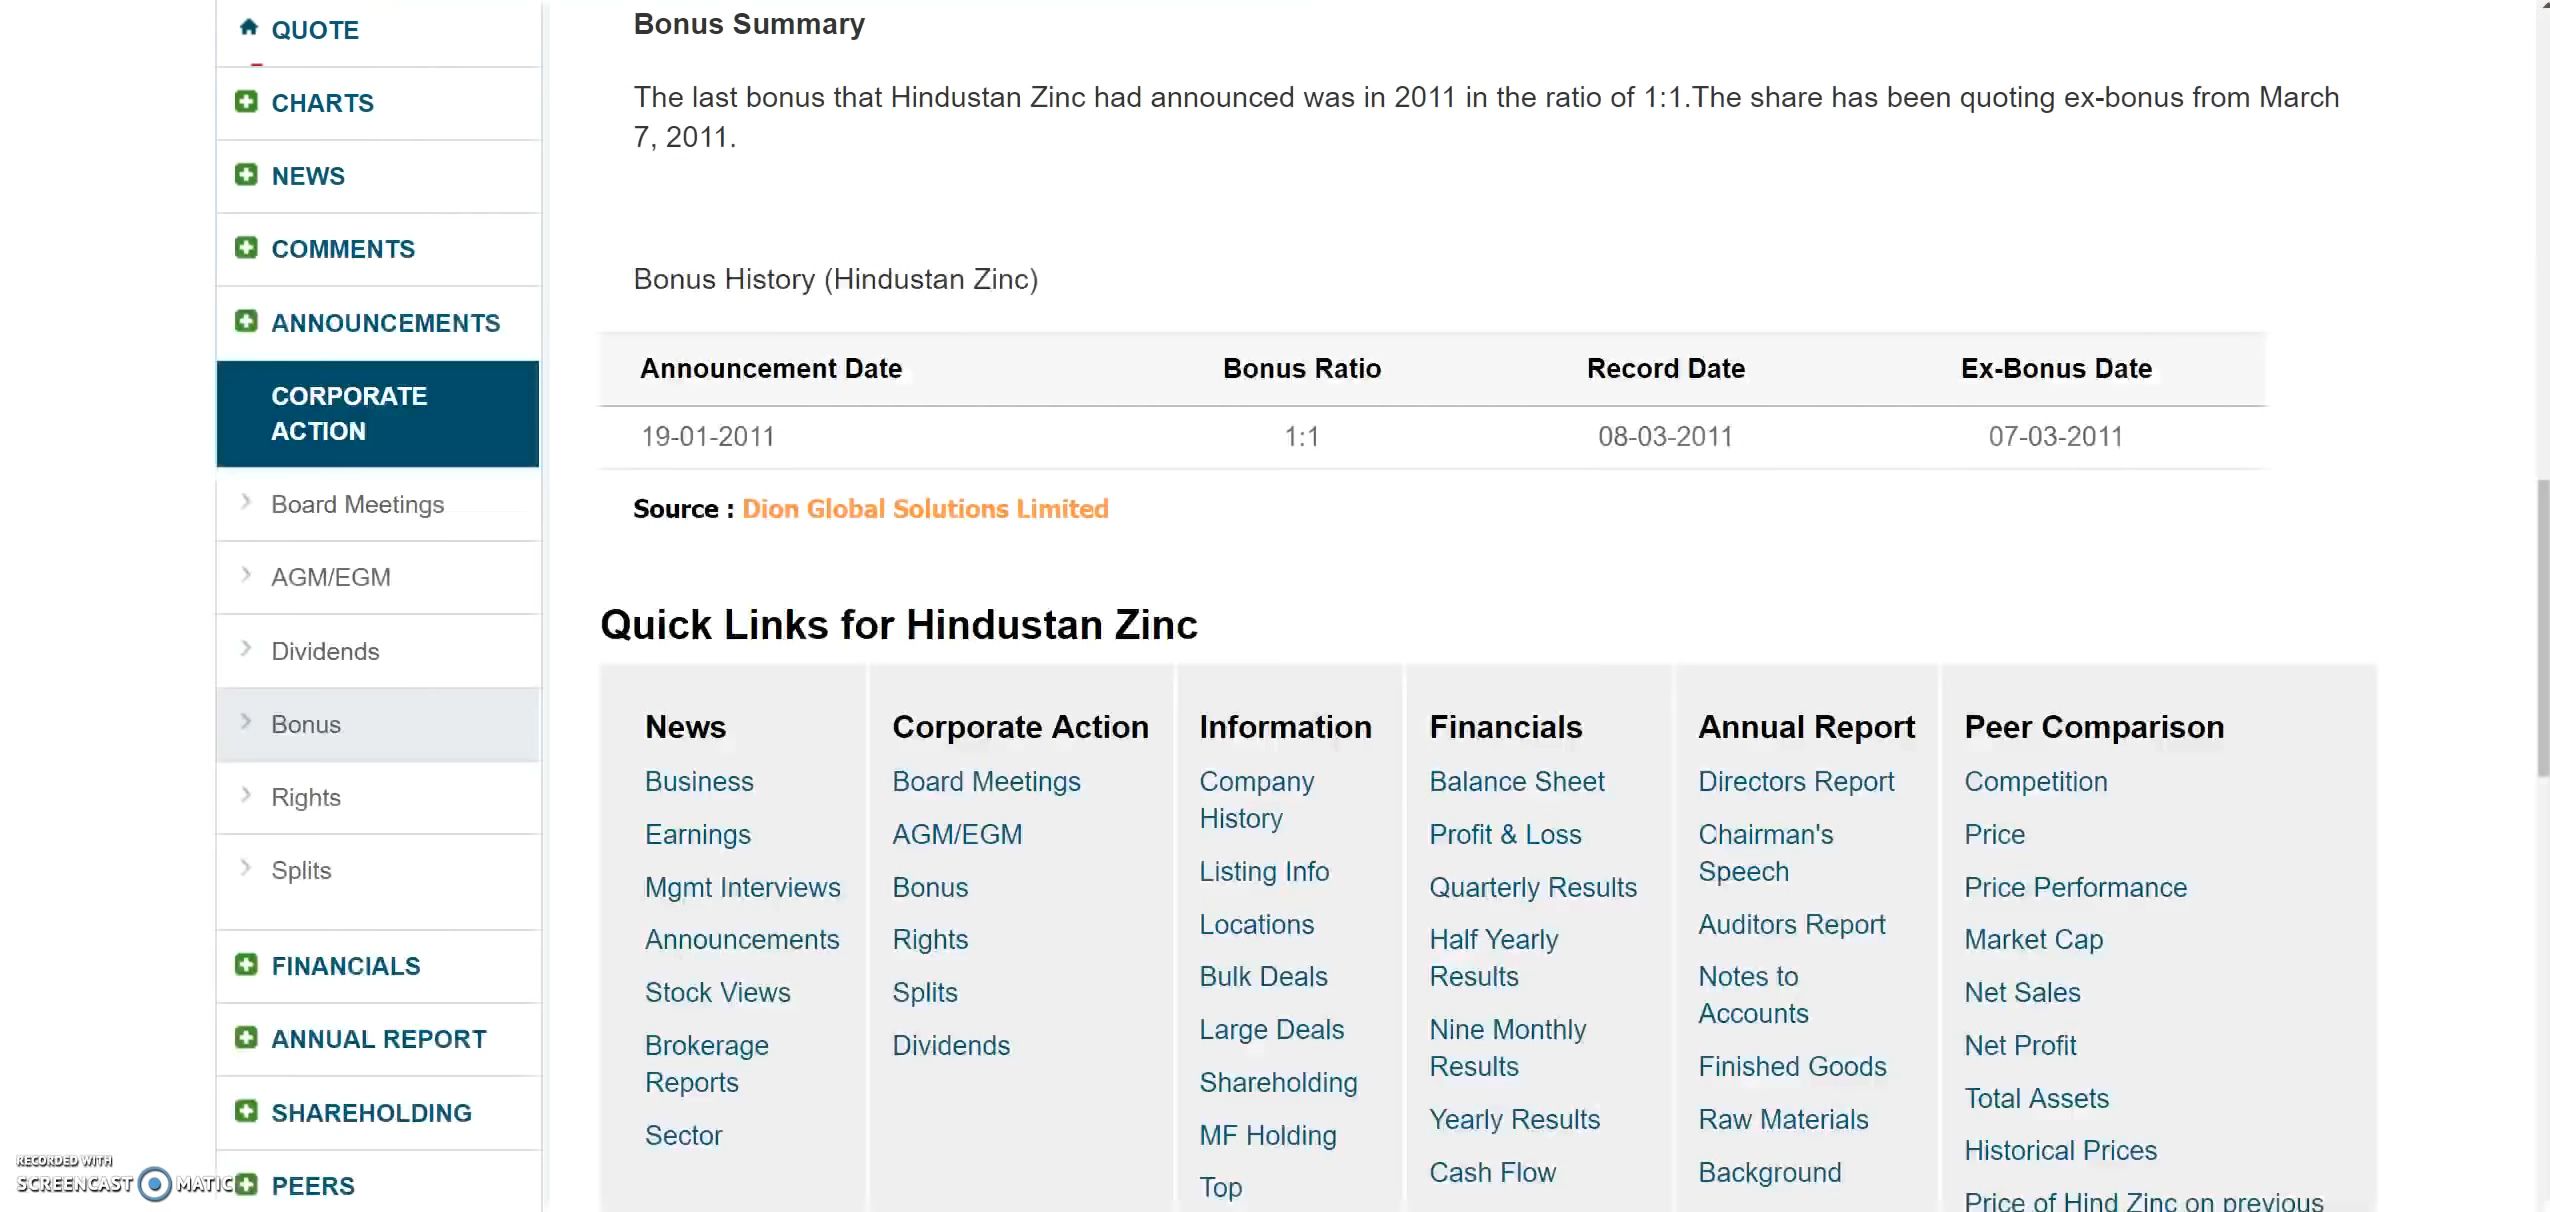 QUOTE
CHARTS
NEWS
COMMENTS
ANNOUNCEMENTS
CORPORATE
ACTION
Board Meetings
AGM/EGM
Dividends
Bonus
Rights
Splits
FINANCIALS
ANNUAL REPORT
SHAREHOLDING
PEERS
Bonus Summary
The last bonus that Hindustan Zinc had announced was in 2011 in the ratio of 1:1.The share has been quoting ex-bonus from March
7, 2011.
Bonus History (Hindustan Zinc)
Announcement Date Bonus Ratio Record Date Ex-Bonus Date
19-01-2011 1:1 08-03-2011 07-03-2011
Source : Dion Global Solutions Limited
Quick Links for Hindustan Zinc
News
Business
Earnings
Mgmt Interviews
Announcements
Stock Views
Brokerage
Reports
Sector
Corporate Action
Board Meetings
AGM/EGM
Bonus
Rights
Splits
Dividends
Information
Company
History
Listing Info
Locations
Bulk Deals
Large Deals
Shareholding
MF Holding
Top
Financials
Balance Sheet
Profit & Loss
Quarterly Results
Half Yearly
Results
Nine Monthly
Results
Yearly Results
Cash Flow
Annual Report
Directors Report
Chairman's
Speech
Auditors Report
Notes to
Accounts
Finished Goods
Raw Materials
Background
Peer Comparison
Competition
Price
Price Performance
Market Cap
Net Sales
Net Profit
Total Assets
Historical Prices
Price of Hind Zinc on previous
RECORDED WITH
SCREENCAST MATIC